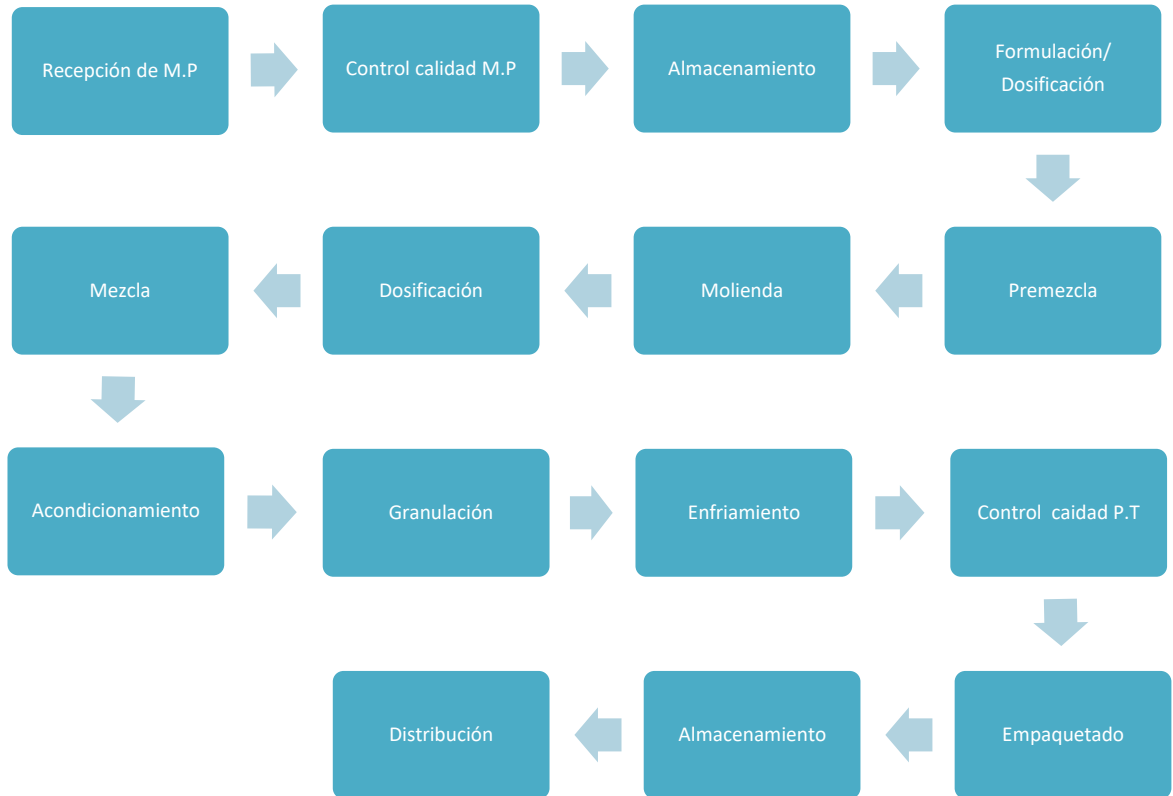 Recepción de M.P
Control calidad M.P
Almacenamiento
Formulación/
Dosificación
Premezcla
Molienda
Dosificación
Mezcla
Acondicionamiento
Granulación
Enfriamiento
Control caidad P.T
Empaquetado
Almacenamiento
Distribución